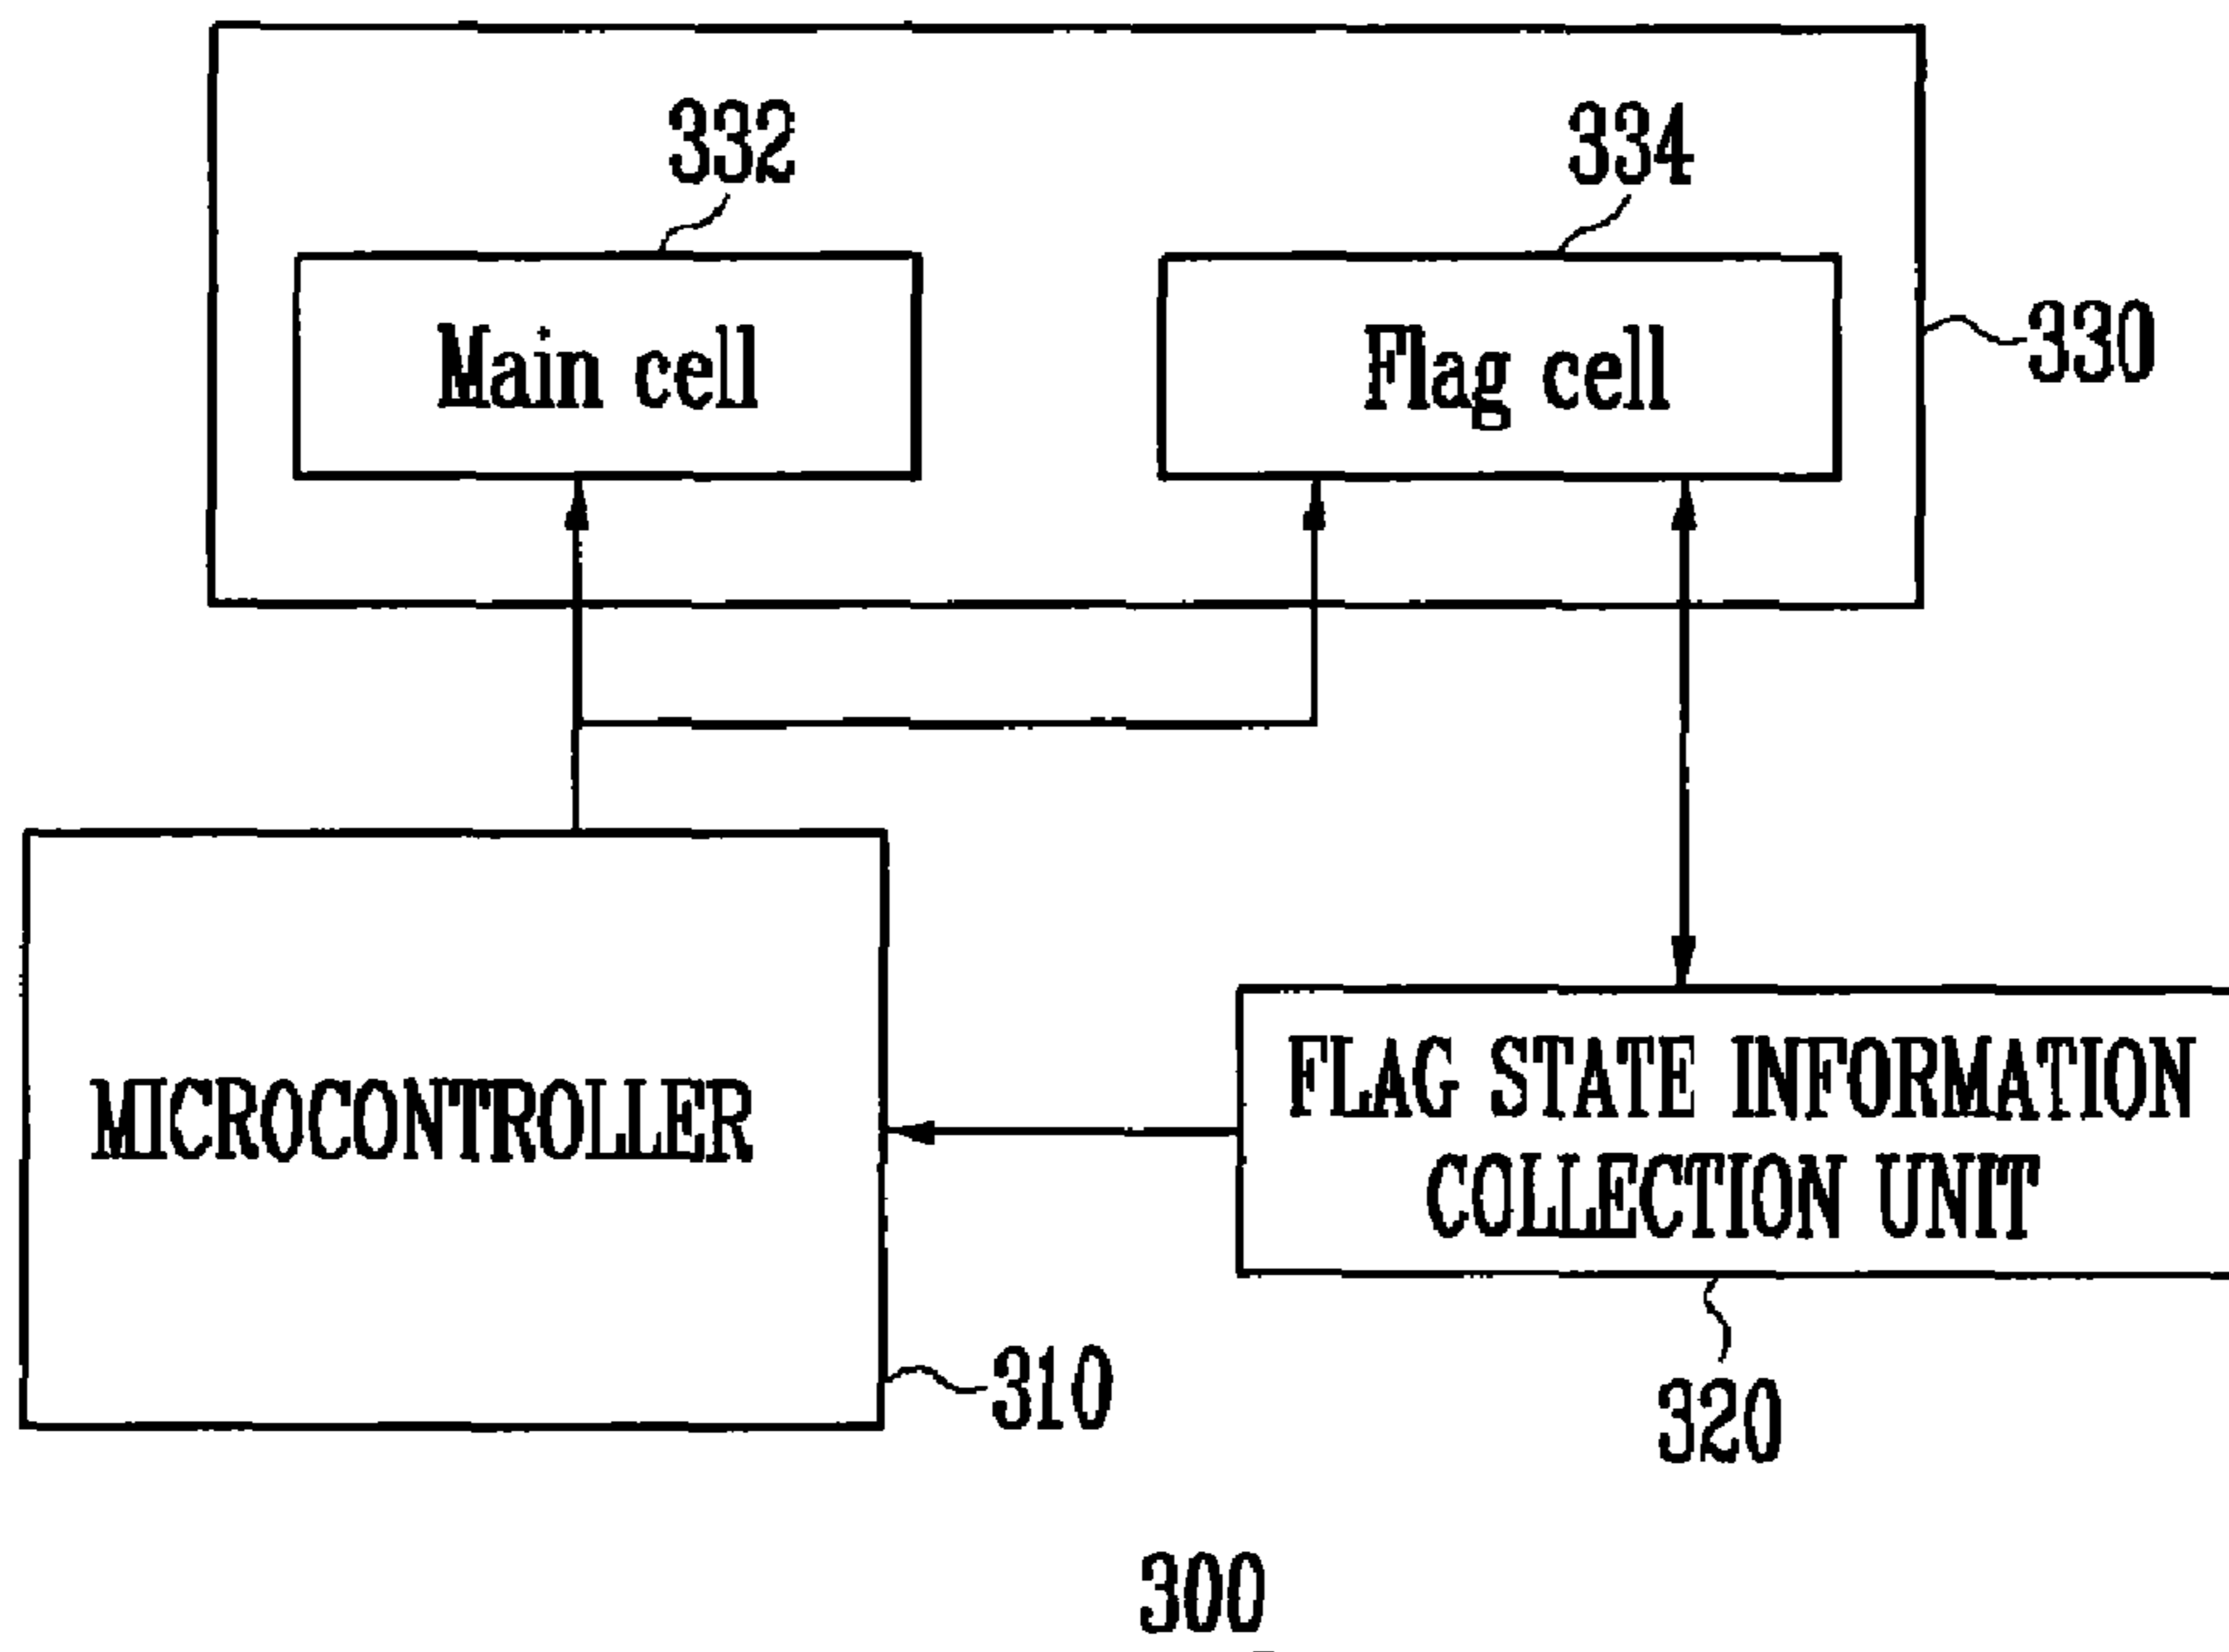 332
334
Main cell
Flag cell
330
MICROCONTROLLER
FLAG STATE INFORMATION
COLLECTION UNIT
310
320
300